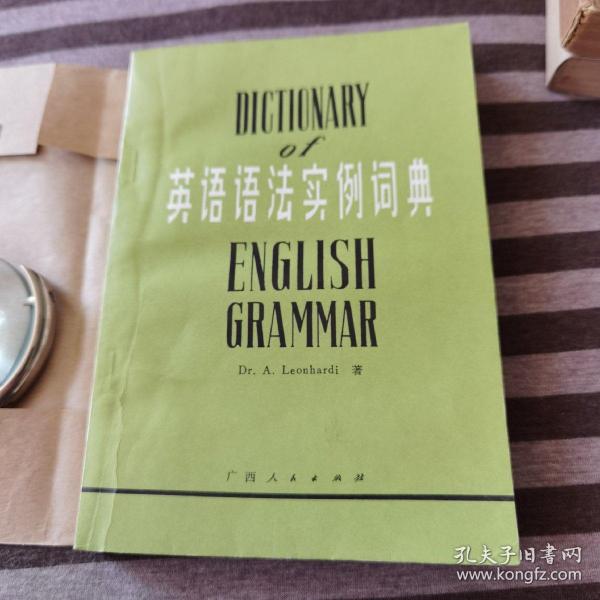 DICTIONARY
of
英语语法实例词典
ENGLISH
GRAMMAR
Dr. A. Leonhardi 著
广西人民出版社
孔夫子旧书网
www.kongfz.com